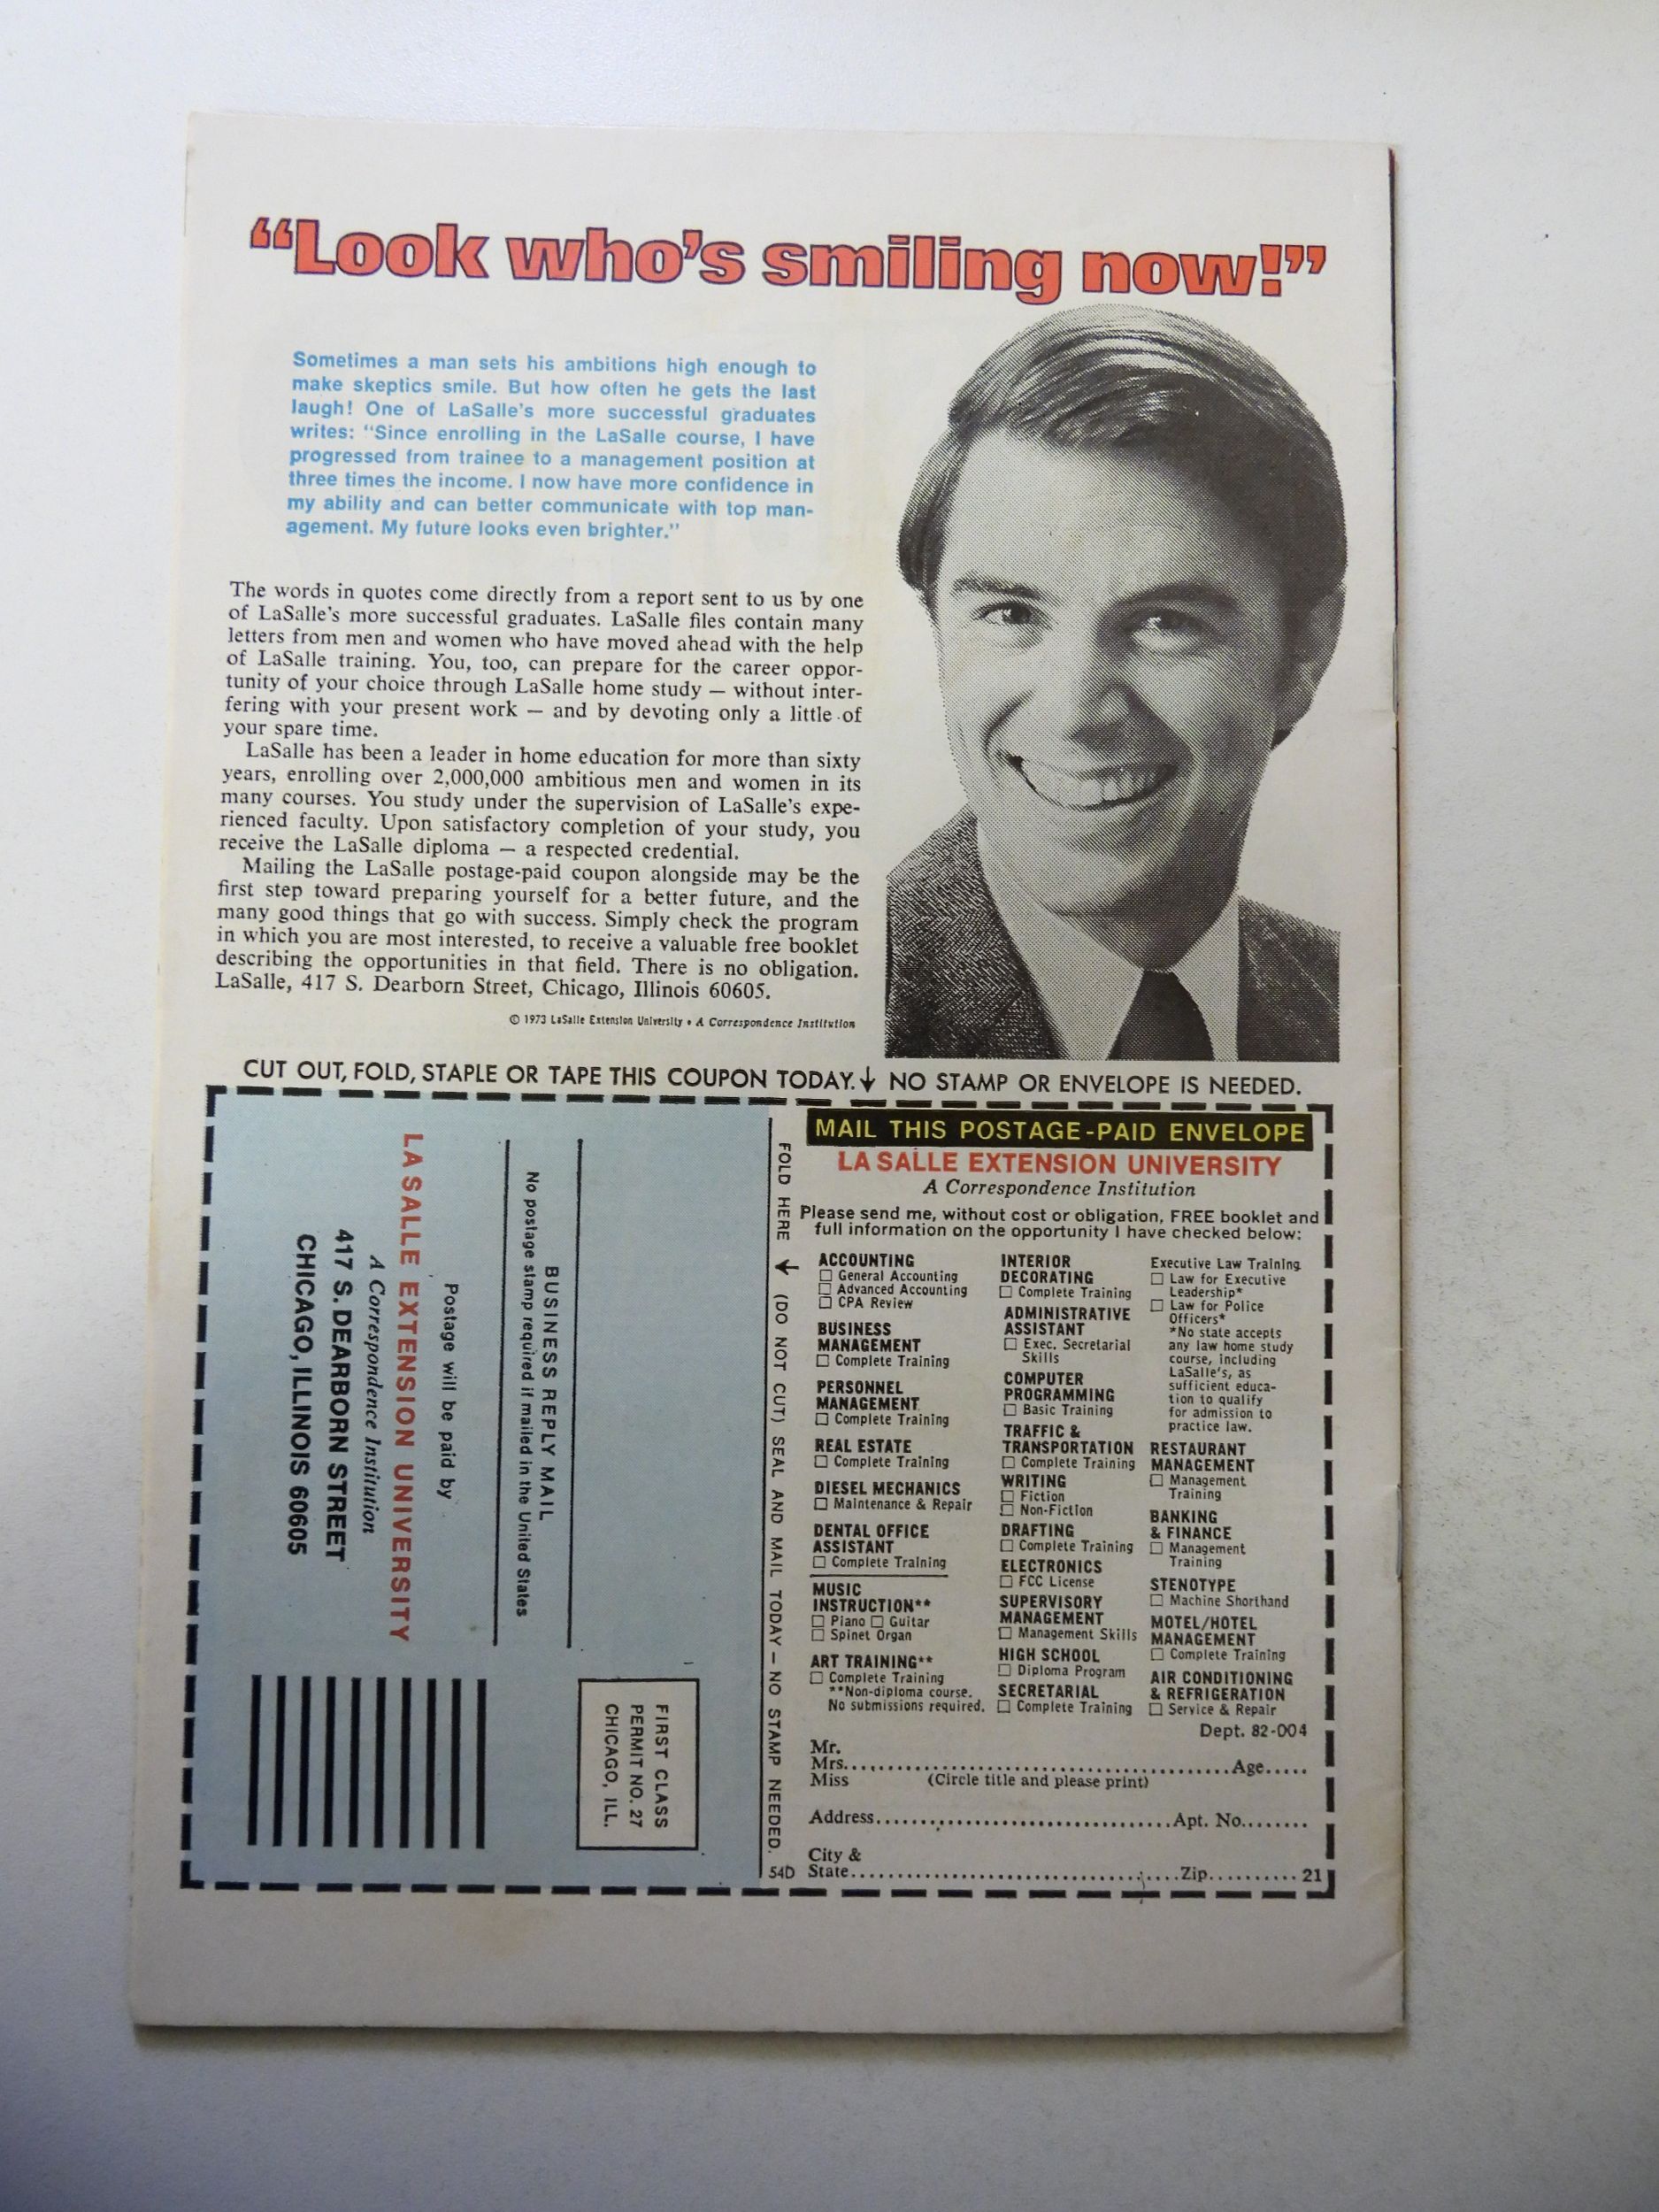 “Look who’s smiling now!”
Sometimes a man sets his ambitions high enough to
make skeptics smile. But how often he gets the last
laugh! One of LaSalle’s more successful graduates
writes: “Since enrolling in the LaSalle course, I have
progressed from trainee to a management position at
three times the income. I now have more confidence in
my ability and can better communicate with top man-
agement. My future looks even brighter.”
The words in quotes come directly from a report sent to us by one
of LaSalle’s more successful graduates. LaSalle files contain many
letters from men and women who have moved ahead with the help
of LaSalle training. You, too, can prepare for the career oppor-
tunity of your choice through LaSalle home study — without inter-
fering with your present work — and by devoting only a little of
your spare time.
LaSalle has been a leader in home education for more than sixty
years, enrolling over 2,000,000 ambitious men and women in its
many courses. You study under the supervision of LaSalle’s expe-
rienced faculty. Upon satisfactory completion of your study, you
receive the LaSalle diploma — a respected credential.
Mailing the LaSalle postage-paid coupon alongside may be the
first step toward preparing yourself for a better future, and the
many good things that go with success. Simply check the program
in which you are most interested, to receive a valuable free booklet
describing the opportunities in that field. There is no obligation.
LaSalle, 417 S. Dearborn Street, Chicago, Illinois 60605.
© 1973 LaSalle Extension University • A Correspondence Institution
CUT OUT, FOLD, STAPLE OR TAPE THIS COUPON TODAY. ↓ NO STAMP OR ENVELOPE IS NEEDED.
FIRST CLASS
PERMIT NO. 27
CHICAGO, ILL.
BUSINESS REPLY MAIL
No postage stamp required if mailed in the United States
Postage will be paid by
LA SALLE EXTENSION UNIVERSITY
A Correspondence Institution
417 S. DEARBORN STREET
CHICAGO, ILLINOIS 60605
FOLD HERE → (DO NOT CUT) SEAL AND MAIL TODAY — NO STAMP NEEDED.
54D
MAIL THIS POSTAGE-PAID ENVELOPE
LA SALLE EXTENSION UNIVERSITY
A Correspondence Institution
Please send me, without cost or obligation, FREE booklet and
full information on the opportunity I have checked below:
ACCOUNTING
☐ General Accounting
☐ Advanced Accounting
☐ CPA Review
BUSINESS
MANAGEMENT
☐ Complete Training
PERSONNEL
MANAGEMENT
☐ Complete Training
REAL ESTATE
☐ Complete Training
DIESEL MECHANICS
☐ Maintenance & Repair
DENTAL OFFICE
ASSISTANT
☐ Complete Training
MUSIC
INSTRUCTION**
☐ Piano ☐ Guitar
☐ Spinet Organ
ART TRAINING**
☐ Complete Training
**Non-diploma course.
No submissions required.
INTERIOR
DECORATING
☐ Complete Training
ADMINISTRATIVE
ASSISTANT
☐ Exec. Secretarial
Skills
COMPUTER
PROGRAMMING
☐ Basic Training
TRAFFIC &
TRANSPORTATION
☐ Complete Training
WRITING
☐ Fiction
☐ Non-Fiction
DRAFTING
☐ Complete Training
ELECTRONICS
☐ FCC License
SUPERVISORY
MANAGEMENT
☐ Management Skills
HIGH SCHOOL
☐ Diploma Program
SECRETARIAL
☐ Complete Training
Executive Law Training
☐ Law for Executive
Leadership*
☐ Law for Police
Officers*
*No state accepts
any law home study
course, including
LaSalle’s, as
sufficient educa-
tion to qualify
for admission to
practice law.
RESTAURANT
MANAGEMENT
☐ Management
Training
BANKING
& FINANCE
☐ Management
Training
STENOTYPE
☐ Machine Shorthand
MOTEL/HOTEL
MANAGEMENT
☐ Complete Training
AIR CONDITIONING
& REFRIGERATION
☐ Service & Repair
Dept. 82-004
Mr.
Mrs.......................................................Age.....
Miss (Circle title and please print)
Address.........................................Apt. No........
City &
State..............................................Zip..........21